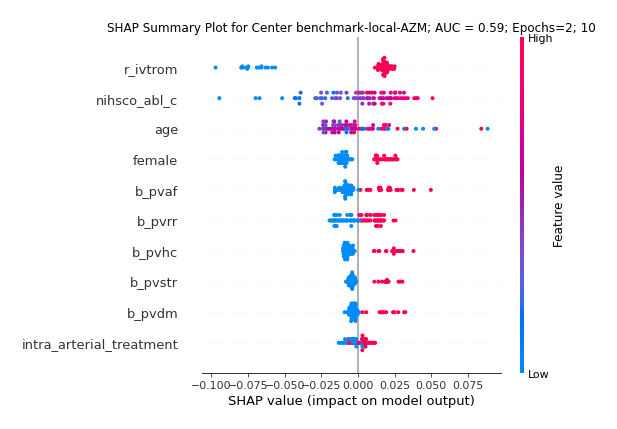 SHAP Summary Plot for Center benchmark-local-AZM; AUC = 0.59; Epochs=2; 10
High
r_ivtrom
nihsco_abl_c
age
female
b_pvaf
b_pvrr
b_pvhc
b_pvstr
b_pvdm
intra_arterial_treatment
Feature value
Low
−0.100 −0.075 −0.050 −0.025 0.000 0.025 0.050 0.075
SHAP value (impact on model output)